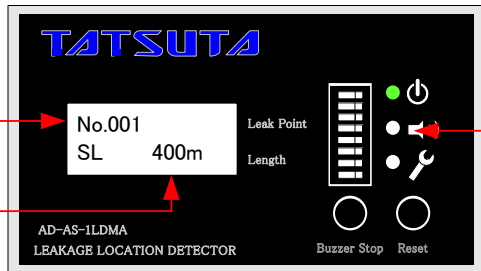 TATSUTA
No.001
SL 400m
Leak Point
Length
AD-AS-1LDMA
LEAKAGE LOCATION DETECTOR
Buzzer Stop Reset